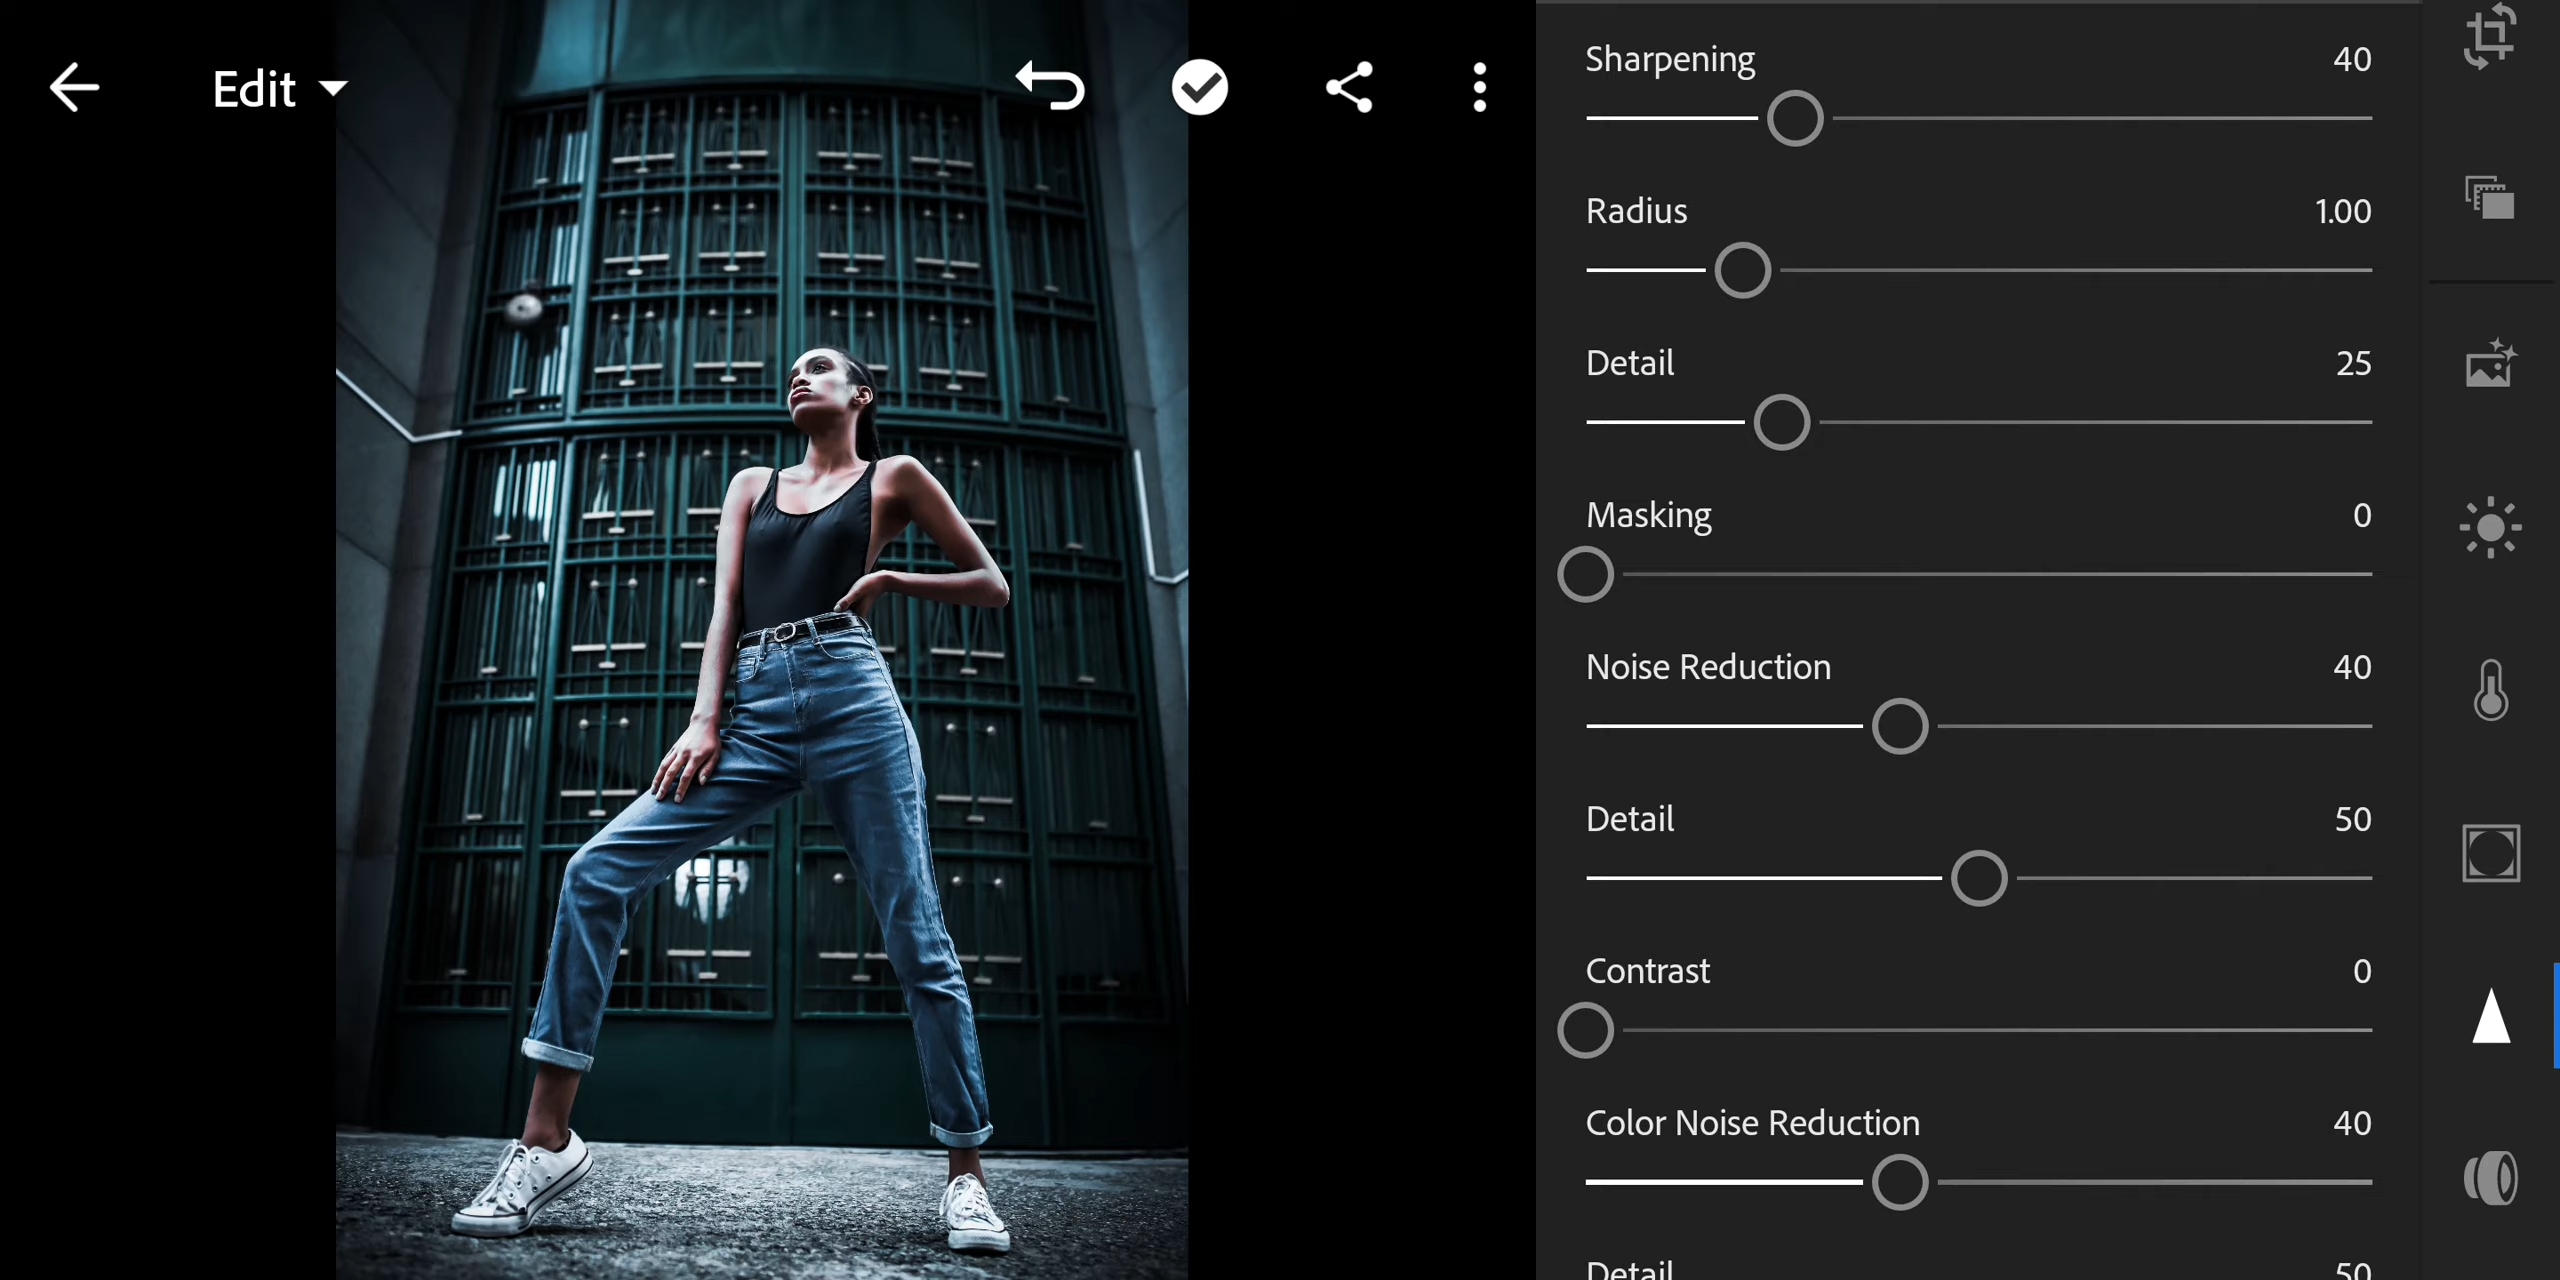 Edit
Sharpening 40
Radius 1.00
Detail 25
Masking 0
Noise Reduction 40
Detail 50
Contrast 0
Color Noise Reduction 40
Detail 50